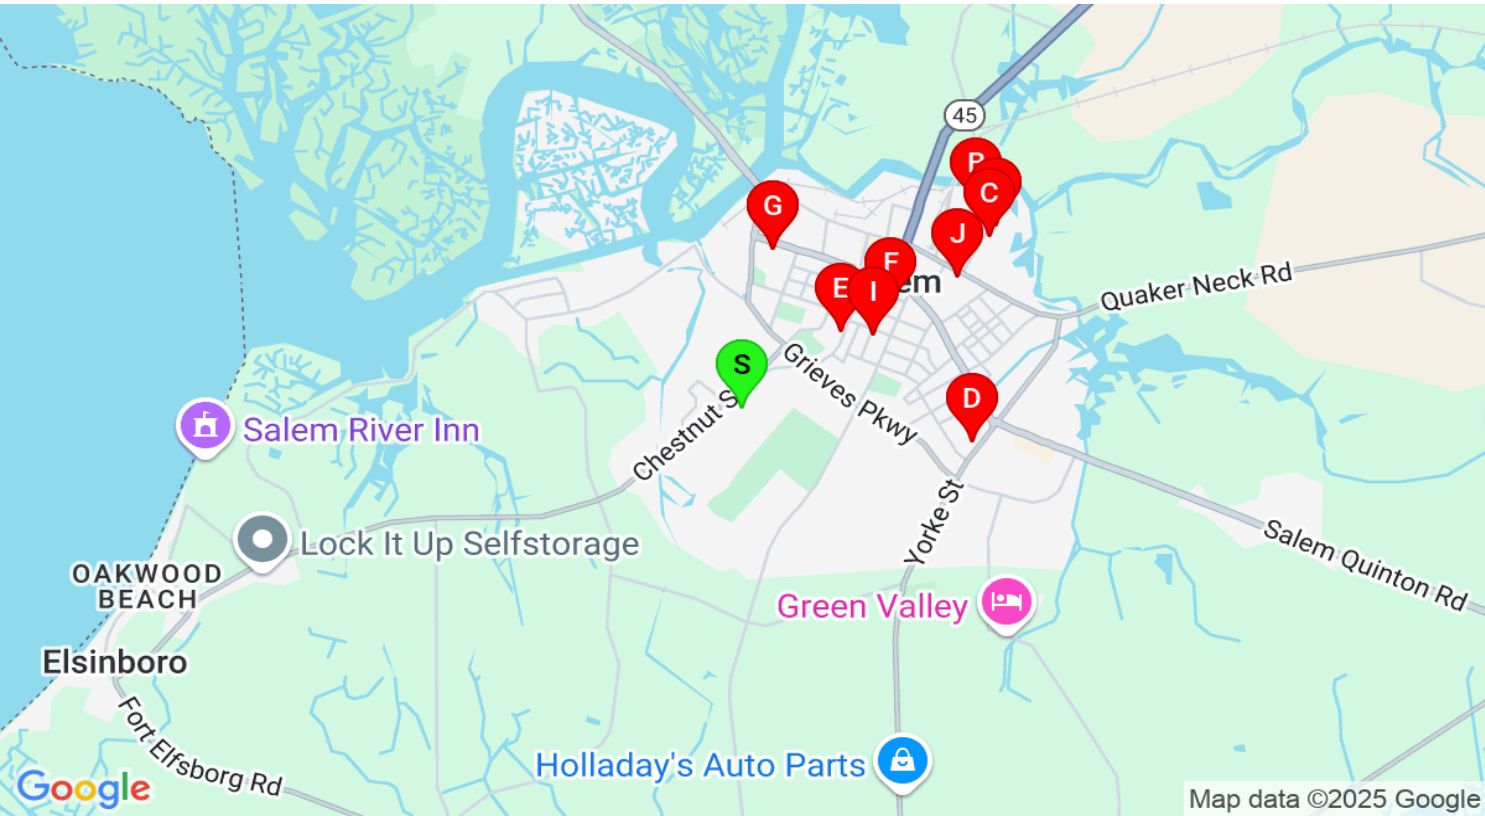 45
P
C
G
J
F
E
I
em
Quaker Neck Rd
S
Grieves Pkwy
D
Chestnut S
Salem River Inn
Yorke St
Salem Quinton Rd
Lock It Up Selfstorage
OAKWOOD
BEACH
Green Valley
Elsinboro
Fort Elfsborg Rd
Holladay's Auto Parts
Google
Map data ©2025 Google